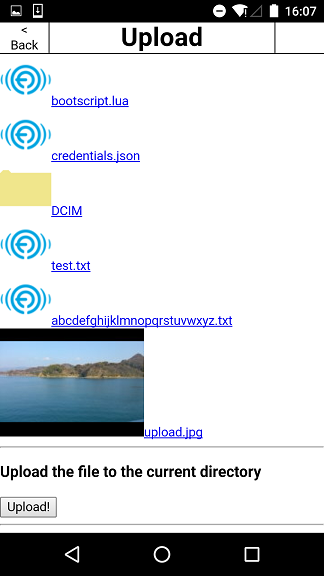 16:07
<
Back
Upload
bootscript.lua
credentials.json
DCIM
test.txt
abcdefghijklmnopqrstuvwxyz.txt
upload.jpg
Upload the file to the current directory
Upload!